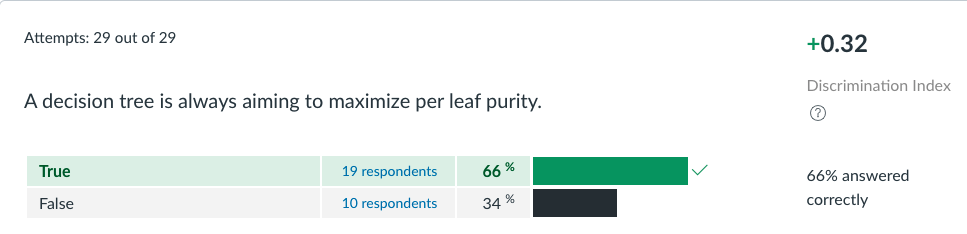 Attempts: 29 out of 29
+0.32
Discrimination Index
?
A decision tree is always aiming to maximize per leaf purity.
True 19 respondents 66 %
False 10 respondents 34 %
66% answered
correctly